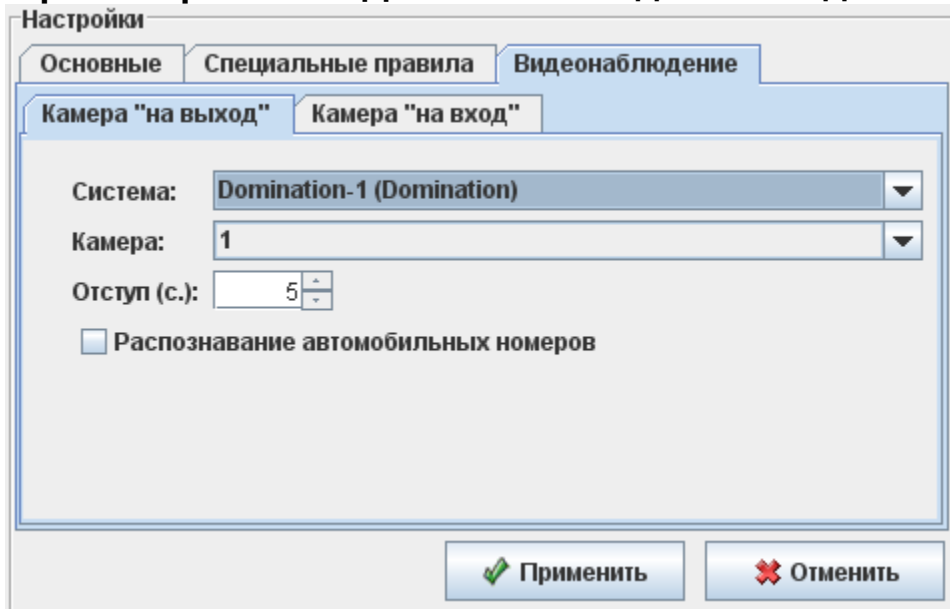 Настройки
Основные Специальные правила Видеонаблюдение
Камера "на выход" Камера "на вход"
Система: Domination-1 (Domination)
Камера: 1
Отступ (с.): 5
Распознавание автомобильных номеров
Применить Отменить